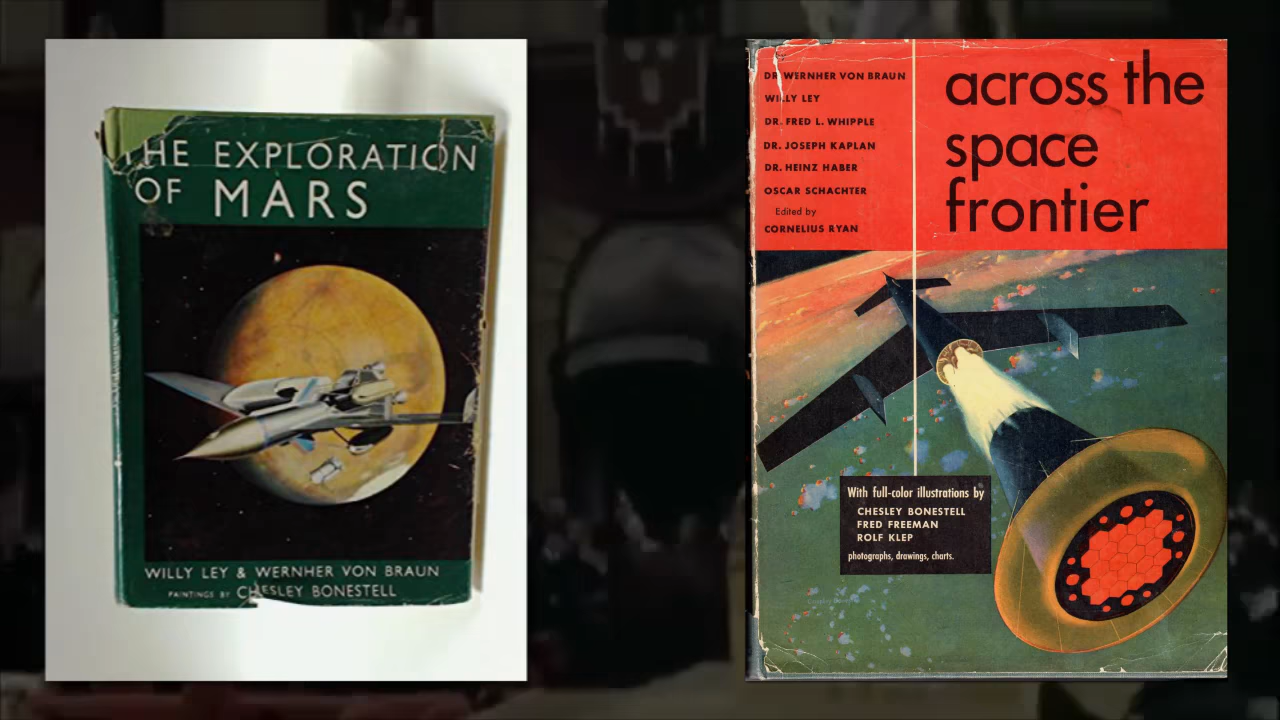 THE EXPLORATION
OF MARS
WILLY LEY & WERNHER VON BRAUN
PAINTINGS BY CHESLEY BONESTELL
DR. WERNHER VON BRAUN
WILLY LEY
DR. FRED L. WHIPPLE
DR. JOSEPH KAPLAN
DR. HEINZ HABER
OSCAR SCHACHTER
Edited by
CORNELIUS RYAN
across the
space
frontier
With full-color illustrations by
CHESLEY BONESTELL
FRED FREEMAN
ROLF KLEP
photographs, drawings, charts.